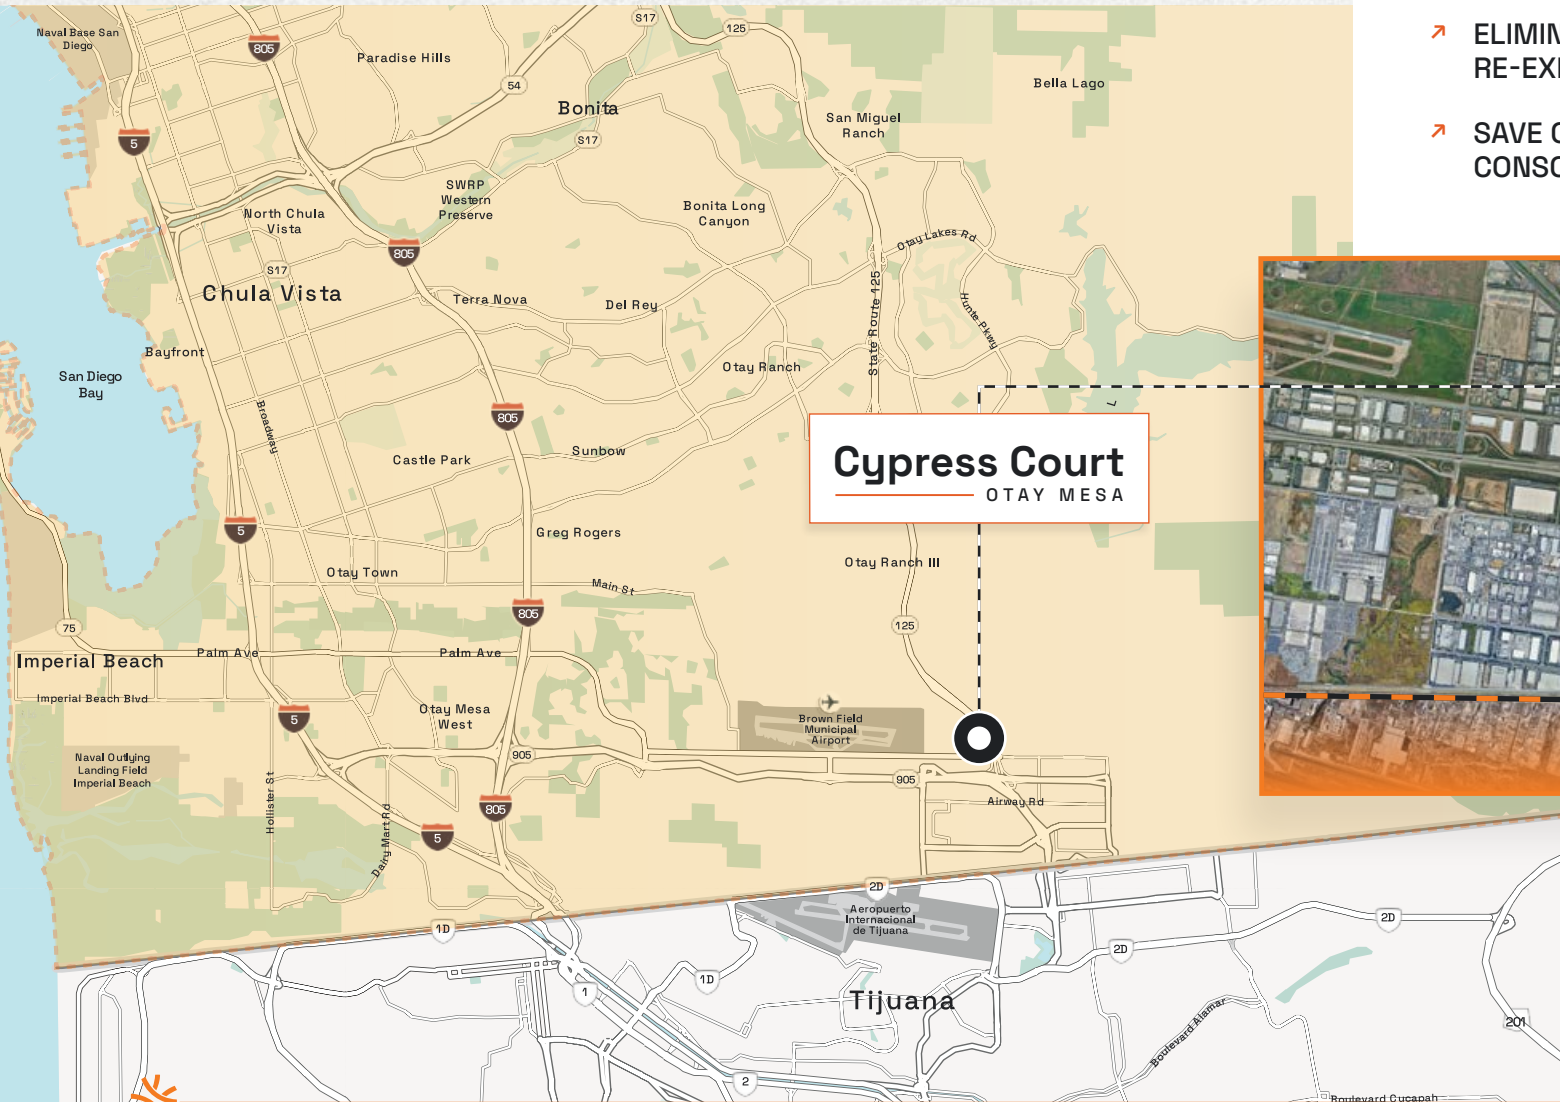 Naval Base San
Diego
805
S17
125
ELIMIN
RE-EX
Paradise Hills
54
Bella Lago
Bonita
San Miguel
Ranch
5
S17
SAVE
CONSO
SWRP
Western
Preserve
North Chula
Vista
Bonita Long
Canyon
805
Otay Lakes Rd
S17
Chula Vista
Terra Nova
Del Rey
State Route 125
Hunte Pkwy
Bayfront
San Diego
Bay
Otay Ranch
L
Broadway
805
Castle Park
Sunbow
Cypress Court
OTAY MESA
5
Greg Rogers
Otay Ranch III
Otay Town
Main St
805
75
125
Imperial Beach
Palm Ave
Palm Ave
Imperial Beach Blvd
5
Otay Mesa
West
Brown Field
Municipal
Airport
Naval Outlying
Landing Field
Imperial Beach
905
905
Hollister St
Dairy Mart Rd
805
5
Airway Rd
2D
1D
Aeropuerto
Internacional
de Tijuana
2D
2D
1D
1
Tijuana
201
Boulevard Alamar
2
Boulevard Cucapah